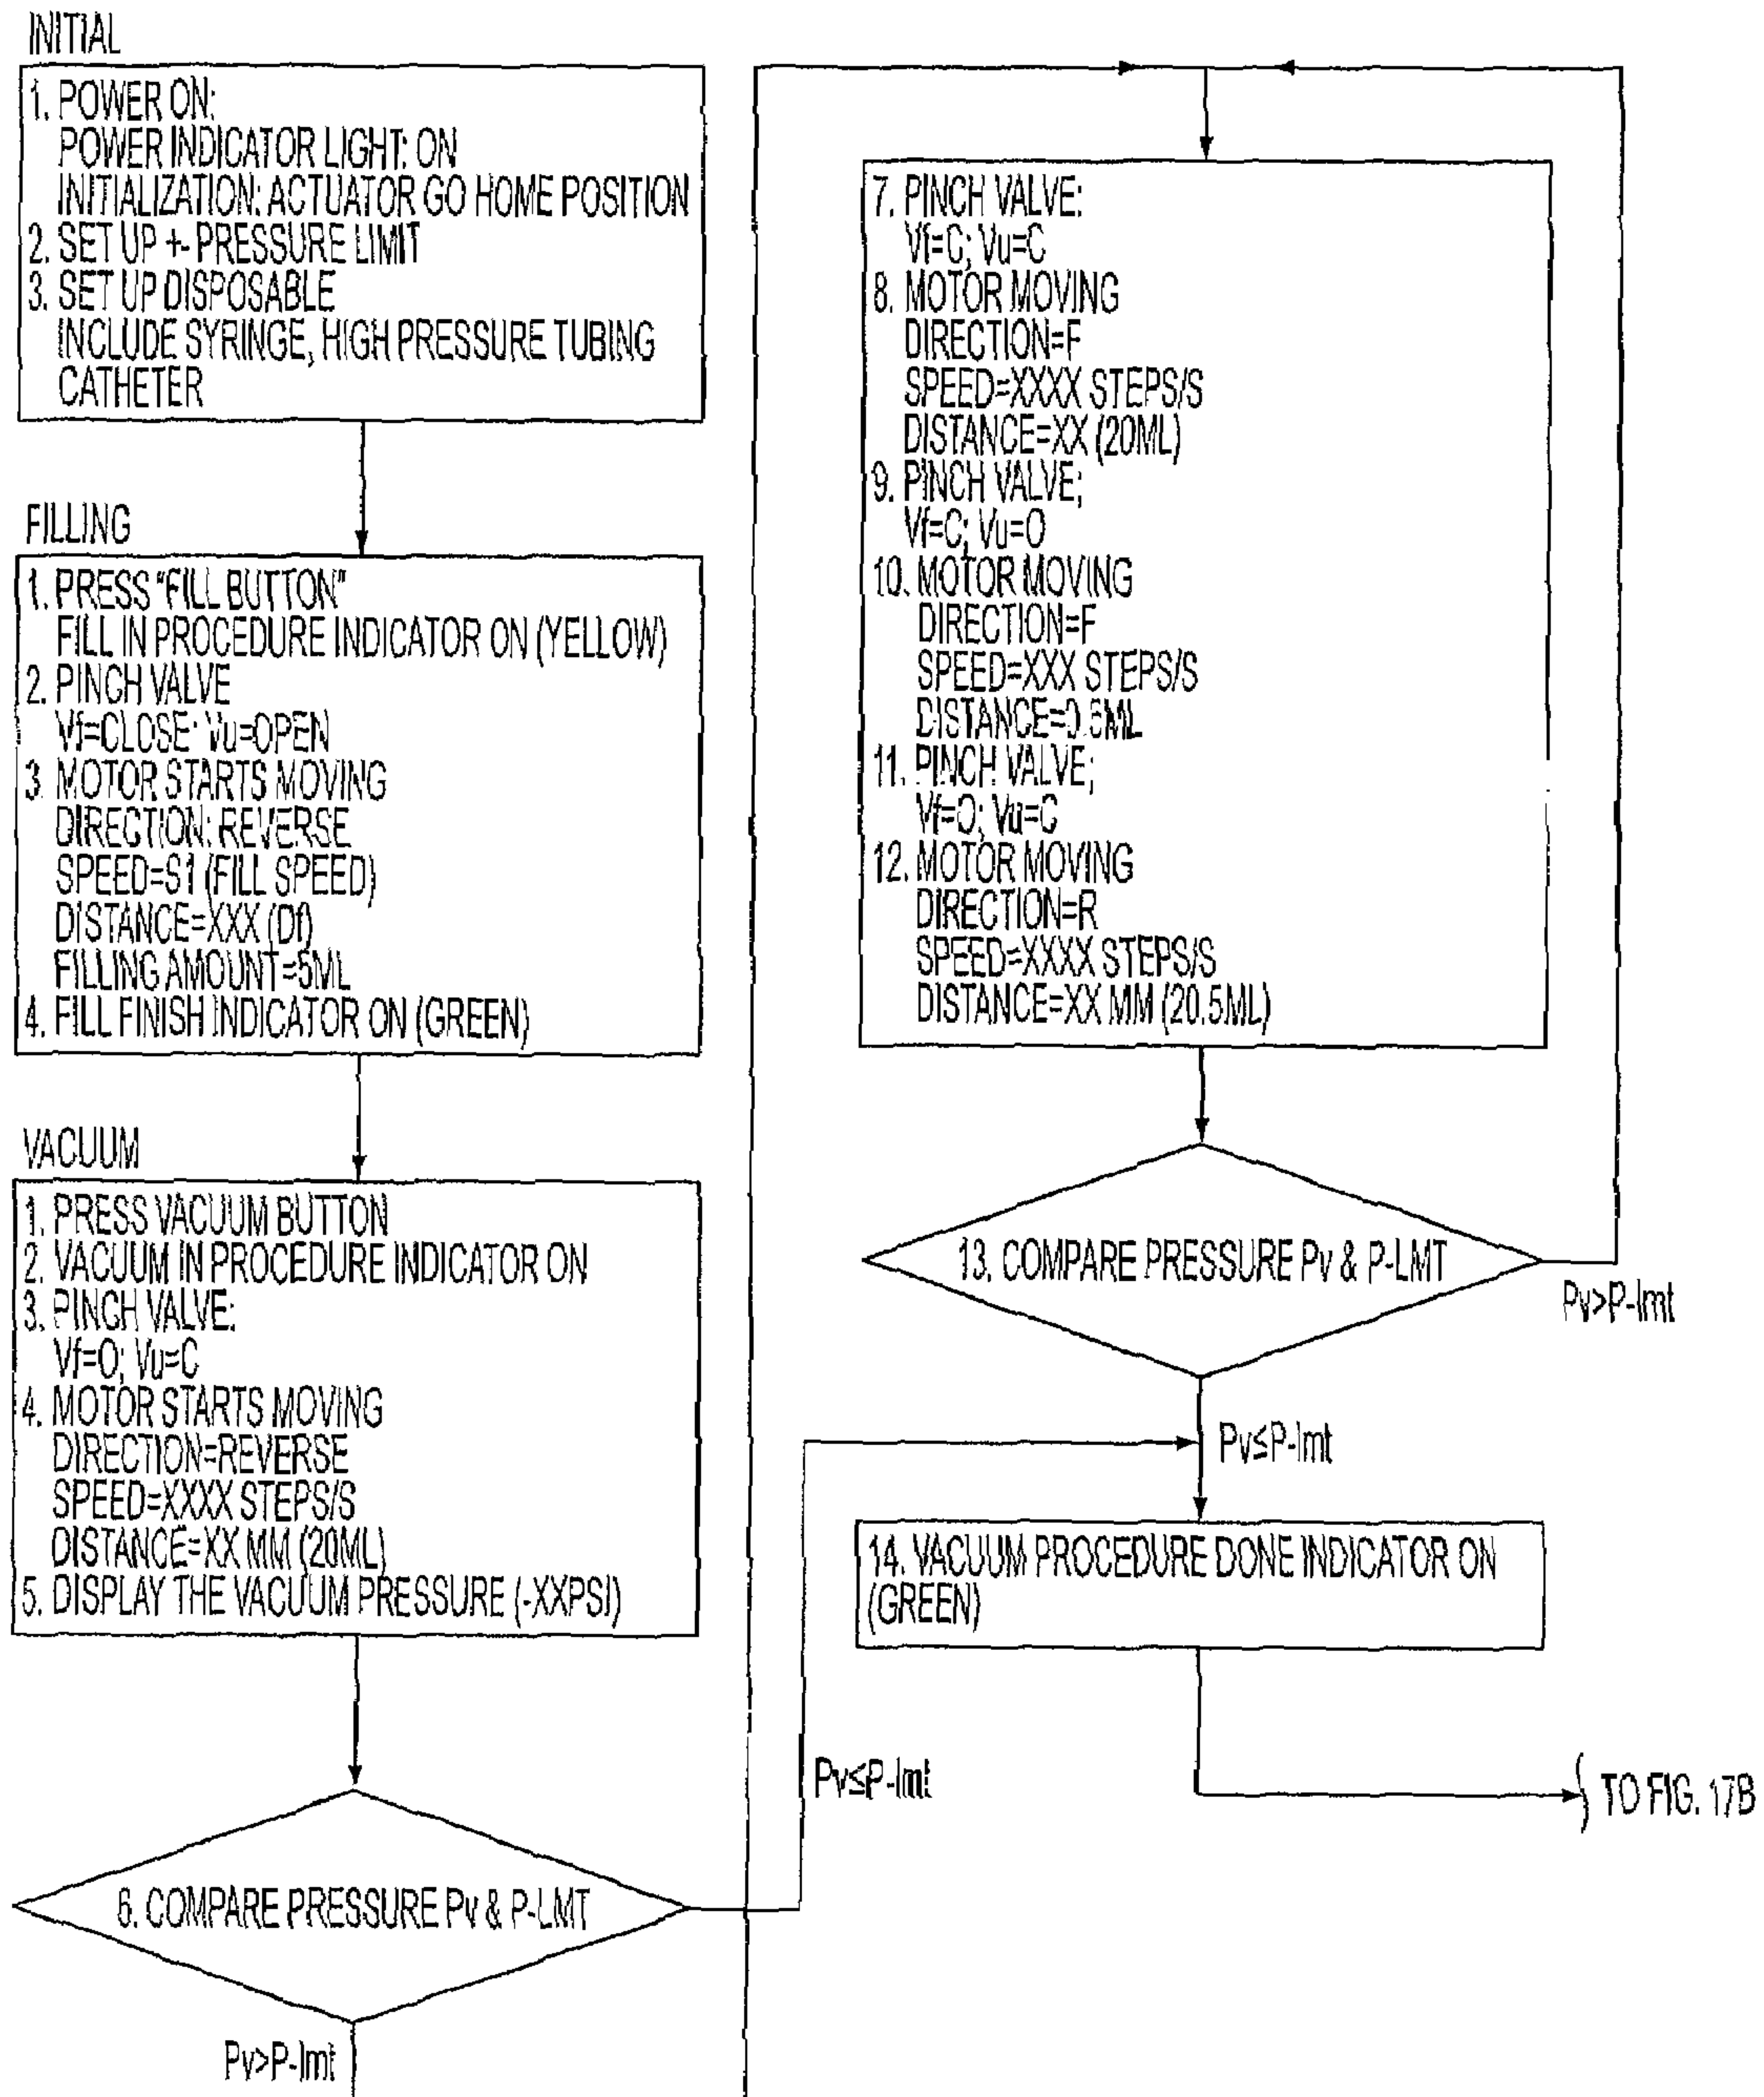 INITIAL
1. POWER ON:
POWER INDICATOR LIGHT: ON
INITIALIZATION: ACTUATOR GO HOME POSITION
2. SET UP +- PRESSURE LIMIT
3. SET UP DISPOSABLE
INCLUDE SYRINGE, HIGH PRESSURE TUBING
CATHETER
FILLING
1. PRESS "FILL BUTTON"
FILL IN PROCEDURE INDICATOR ON (YELLOW)
2. PINCH VALVE
Vf=CLOSE; Vu=OPEN
3. MOTOR STARTS MOVING
DIRECTION: REVERSE
SPEED=S1 (FILL SPEED)
DISTANCE=XXX (Df)
FILLING AMOUNT=5ML
4. FILL FINISH INDICATOR ON (GREEN)
VACUUM
1. PRESS VACUUM BUTTON
2. VACUUM IN PROCEDURE INDICATOR ON
3. PINCH VALVE:
Vf=O; Vu=C
4. MOTOR STARTS MOVING
DIRECTION=REVERSE
SPEED=XXXX STEPS/S
DISTANCE=XX MM (20ML)
5. DISPLAY THE VACUUM PRESSURE (-XXPSI)
6. COMPARE PRESSURE Pv & P-LMT
Pv>P-lmt
Pv≤P-lmt
7. PINCH VALVE:
Vf=C; Vu=C
8. MOTOR MOVING
DIRECTION=F
SPEED=XXXX STEPS/S
DISTANCE=XX (20ML)
9. PINCH VALVE;
Vf=C; Vu=O
10. MOTOR MOVING
DIRECTION=F
SPEED=XXX STEPS/S
DISTANCE=0.5ML
11. PINCH VALVE;
Vf=O; Vu=C
12. MOTOR MOVING
DIRECTION=R
SPEED=XXXX STEPS/S
DISTANCE=XX MM (20.5ML)
13. COMPARE PRESSURE Pv & P-LMT
Pv>P-lmt
Pv≤P-lmt
14. VACUUM PROCEDURE DONE INDICATOR ON
(GREEN)
TO FIG. 17B